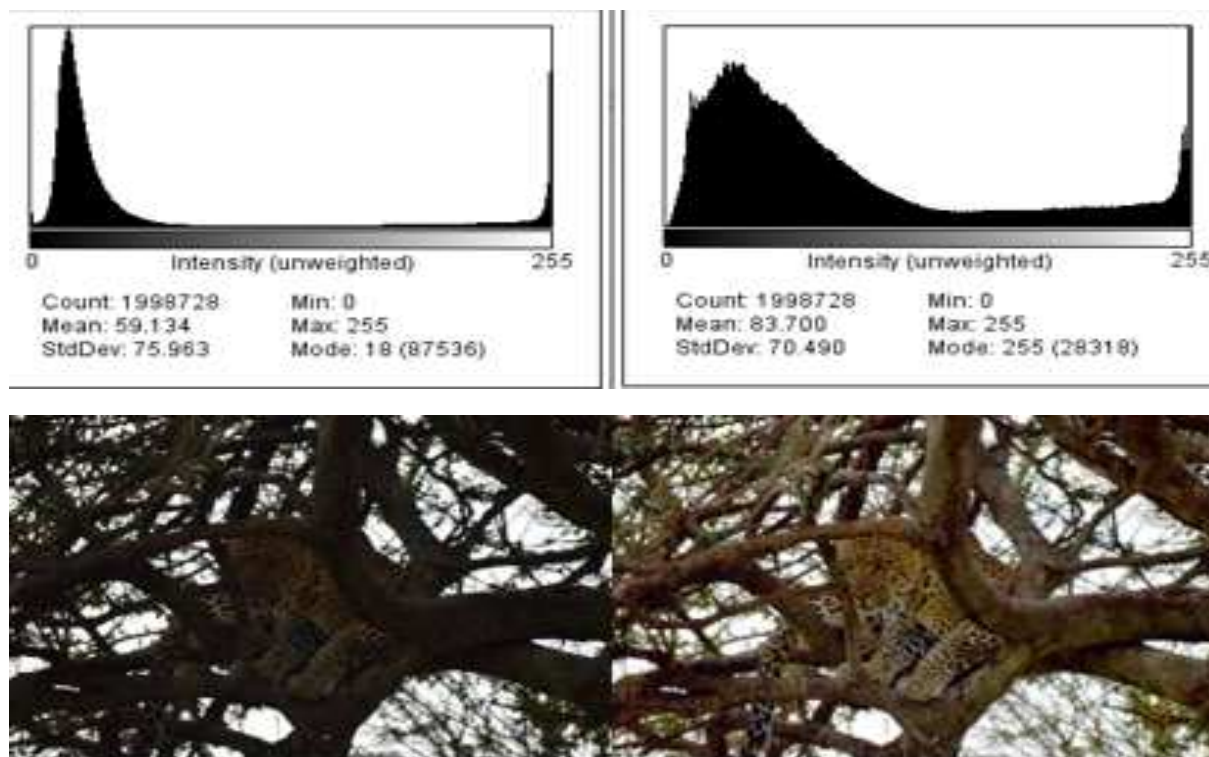 0 Intensity (unweighted) 255
Count: 1998728 Min: 0
Mean: 59.134 Max: 255
StdDev: 75.963 Mode: 18 (87536)
0 Intensity (unweighted) 255
Count: 1998728 Min: 0
Mean: 83.700 Max: 255
StdDev: 70.490 Mode: 255 (28318)